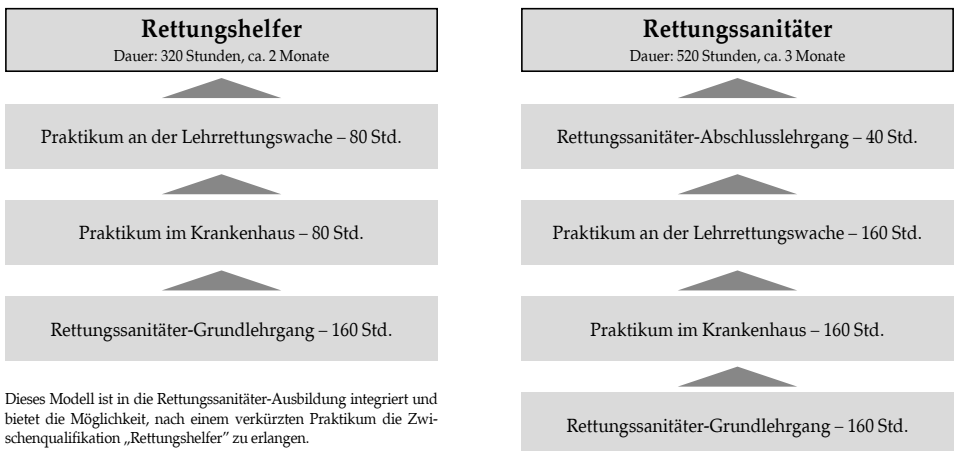 Rettungshelfer
Dauer: 320 Stunden, ca. 2 Monate
Praktikum an der Lehrrettungswache – 80 Std.
Praktikum im Krankenhaus – 80 Std.
Rettungssanitäter-Grundlehrgang – 160 Std.
Dieses Modell ist in die Rettungssanitäter-Ausbildung integriert und
bietet die Möglichkeit, nach einem verkürzten Praktikum die Zwi-
schenqualifikation „Rettungshelfer” zu erlangen.
Rettungssanitäter
Dauer: 520 Stunden, ca. 3 Monate
Rettungssanitäter-Abschlusslehrgang – 40 Std.
Praktikum an der Lehrrettungswache – 160 Std.
Praktikum im Krankenhaus – 160 Std.
Rettungssanitäter-Grundlehrgang – 160 Std.